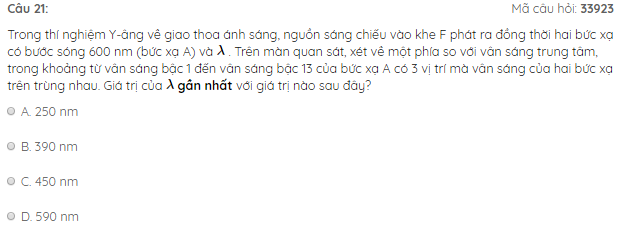 Câu 21:
Mã câu hỏi: 33923
Trong thí nghiệm Y-âng về giao thoa ánh sáng, nguồn sáng chiếu vào khe F phát ra đồng thời hai bức xạ
có bước sóng 600 nm (bức xạ A) và λ . Trên màn quan sát, xét về một phía so với vân sáng trung tâm,
trong khoảng từ vân sáng bậc 1 đến vân sáng bậc 13 của bức xạ A có 3 vị trí mà vân sáng của hai bức xạ
trên trùng nhau. Giá trị của λ gần nhất với giá trị nào sau đây?
A. 250 nm
B. 390 nm
C. 450 nm
D. 590 nm